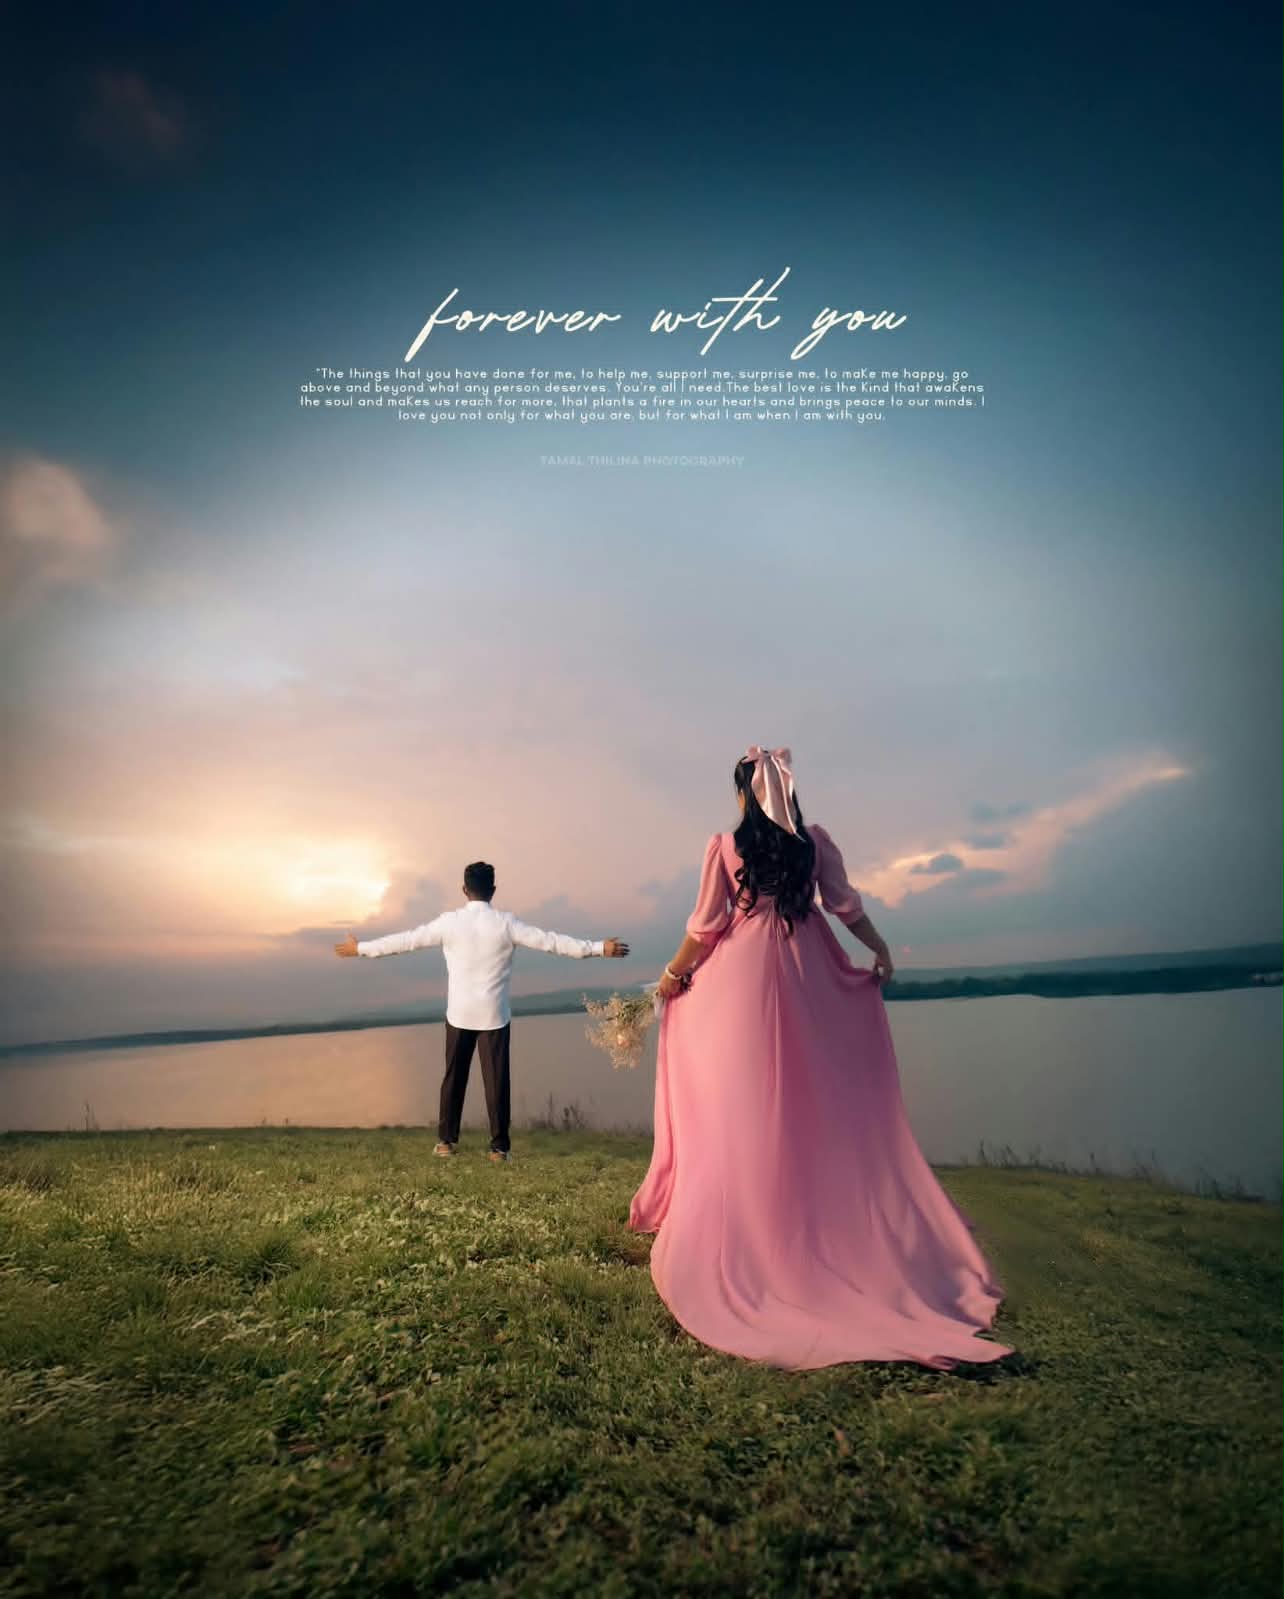 forever with you
"The things that you have done for me, to help me, support me, surprise me, to make me happy, go
above and beyond what any person deserves. You're all I need.The best love is the kind that awakens
the soul and makes us reach for more, that plants a fire in our hearts and brings peace to our minds. I
love you not only for what you are, but for what I am when I am with you.
TAMAL THILINA PHOTOGRAPHY